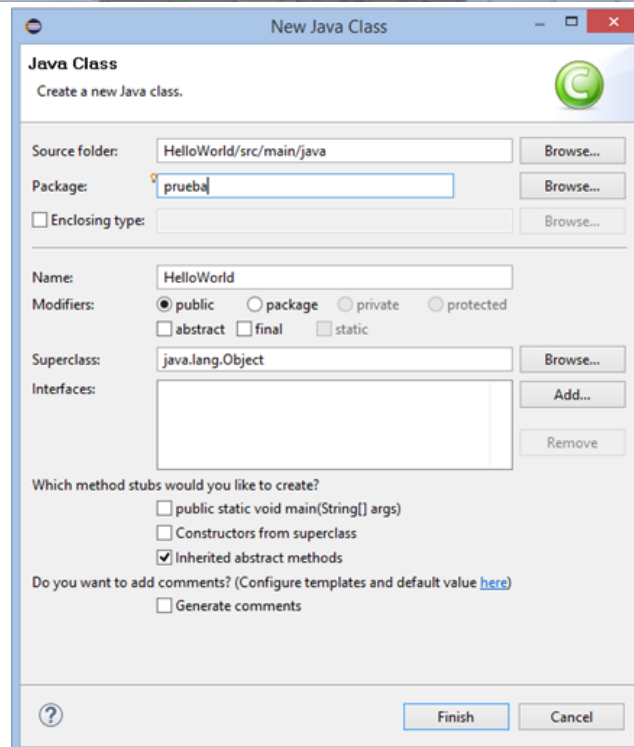 New Java Class
Java Class
Create a new Java class.
Source folder: HelloWorld/src/main/java Browse...
Package: prueba Browse...
Enclosing type: Browse...
Name: HelloWorld
Modifiers: public package private protected
abstract final static
Superclass: java.lang.Object Browse...
Interfaces: Add...
Remove
Which method stubs would you like to create?
public static void main(String[] args)
Constructors from superclass
Inherited abstract methods
Do you want to add comments? (Configure templates and default value here)
Generate comments
? Finish Cancel